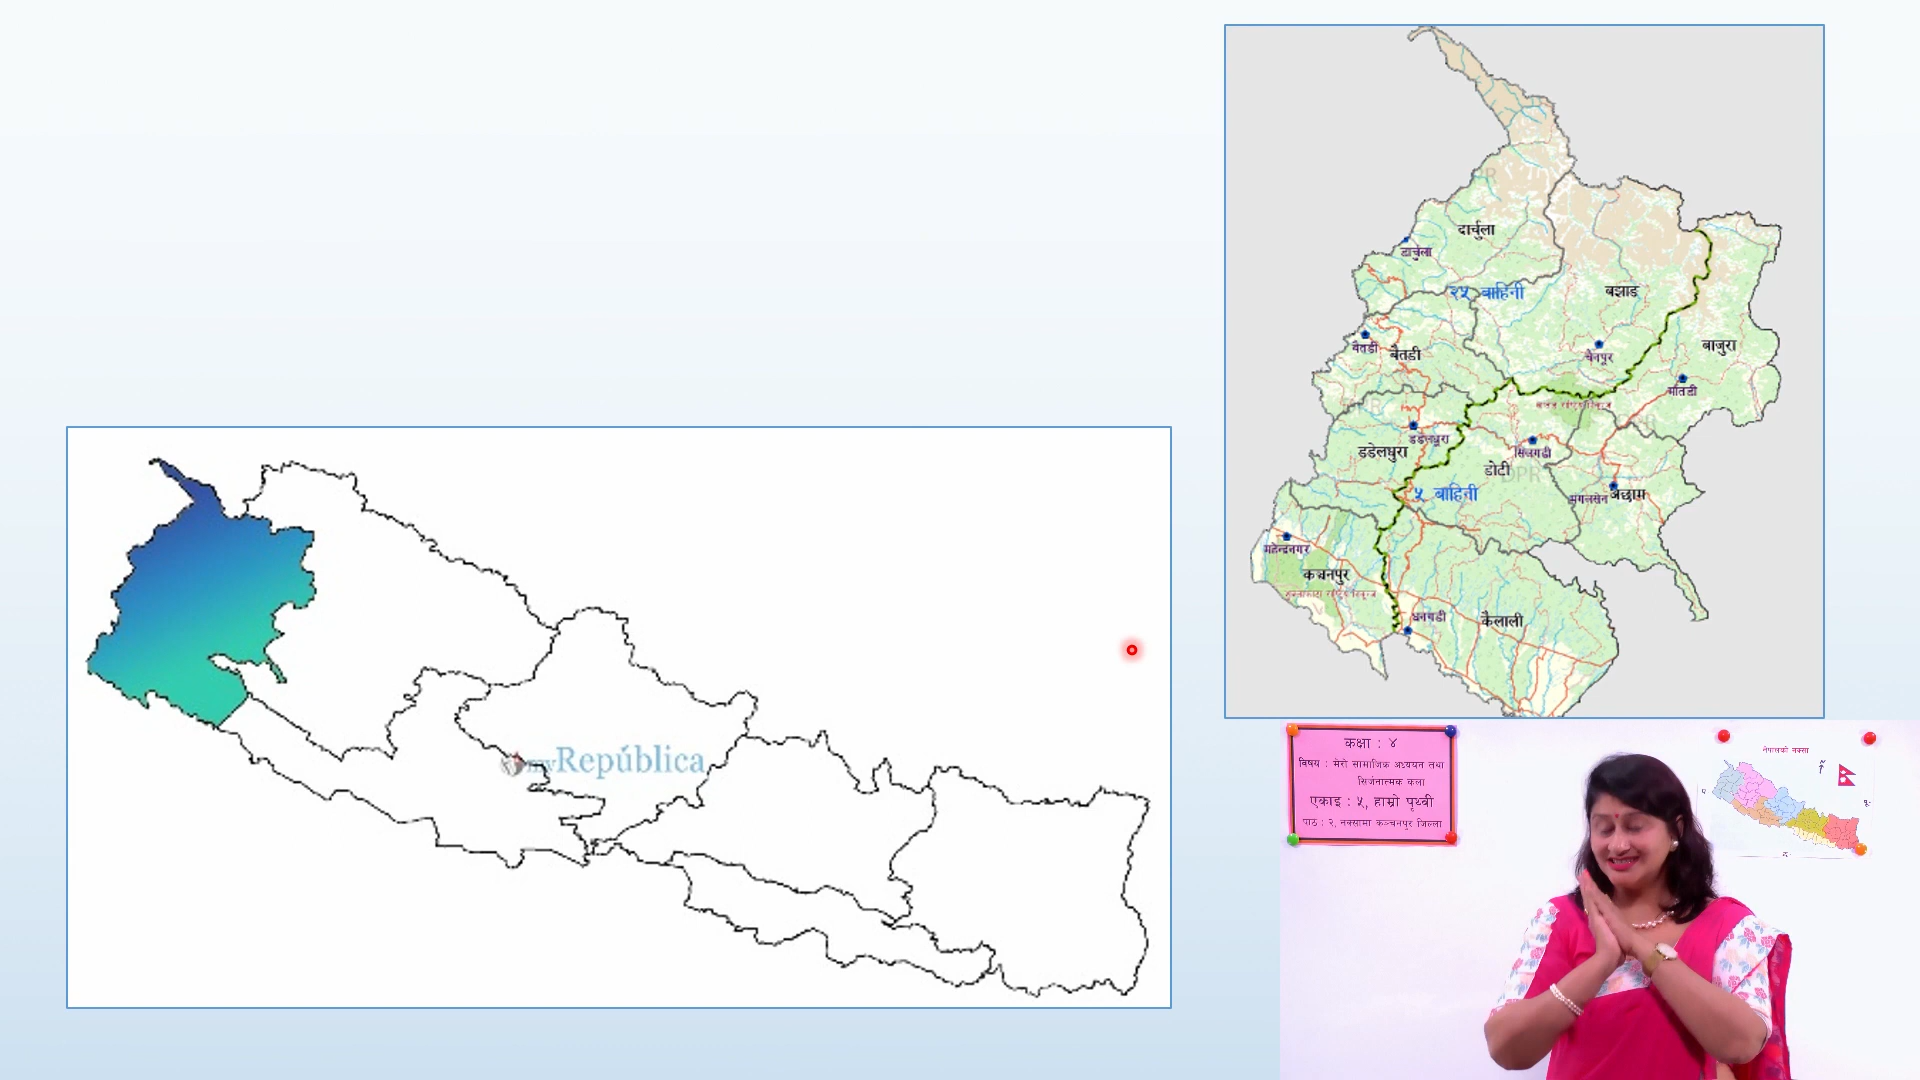 दार्चुला
दार्चुला
२५ बाहिनी
बझाङ
बैतडी
बैतडी
चैनपूर
बाजुरा
मार्तडी
डडेलधुरा
डडेलधुरा
सिलगढी
डोटी
DPR
५ बाहिनी
मंगलसेन
अछाम
महेन्द्रनगर
कञ्चनपुर
धनगढी
कैलाली
myRepública
कक्षा : ४
विषय : मेरो सामाजिक अध्ययन तथा
सिर्जनात्मक कला
एकाइ : ५, हाम्रो पृथ्वी
पाठ : २, नक्सामा कञ्चनपुर जिल्ला
नेपालको नक्सा